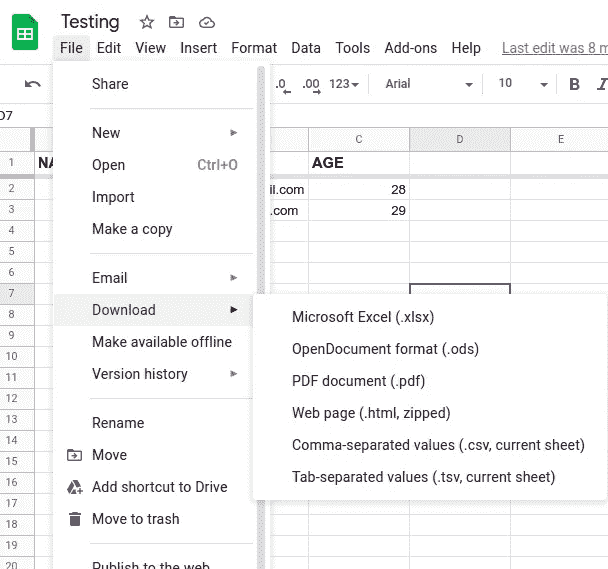 Testing
File Edit View Insert Format Data Tools Add-ons Help Last edit was 8 m
.0 .00 123 Arial 10 B I
D7
C D E
1 NA AGE
2 il.com 28
3 .com 29
4
5
6
7
8
9
10
11
12
13
14
15
16
17
18
19
20
Share
New
Open Ctrl+O
Import
Make a copy
Email
Download
Make available offline
Version history
Rename
Move
Add shortcut to Drive
Move to trash
Publish to the web
Microsoft Excel (.xlsx)
OpenDocument format (.ods)
PDF document (.pdf)
Web page (.html, zipped)
Comma-separated values (.csv, current sheet)
Tab-separated values (.tsv, current sheet)